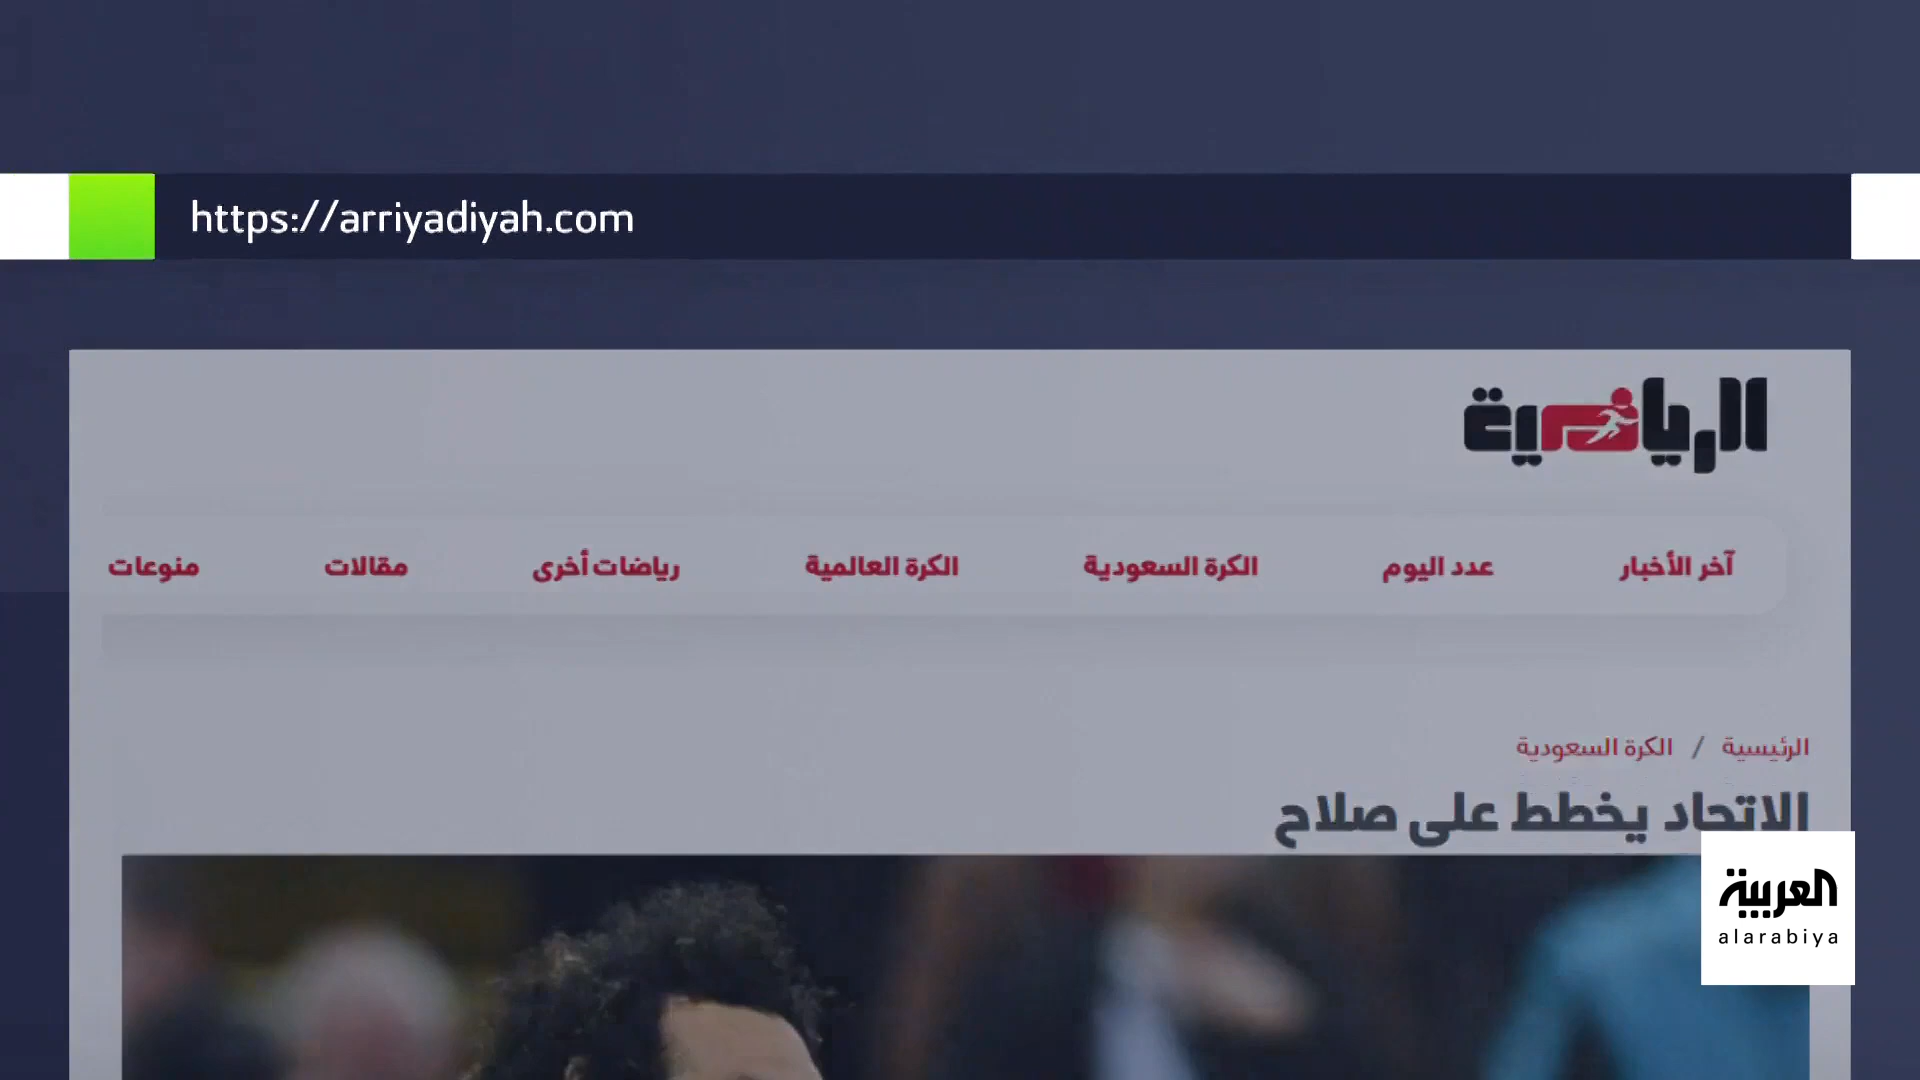 https://arriyadiyah.com
الرياضية
آخر الأخبار عدد اليوم الكرة السعودية الكرة العالمية رياضات أخرى مقالات منوعات
الرئيسية / الكرة السعودية
الاتحاد يخطط على صلاح
العربية
alarabiya